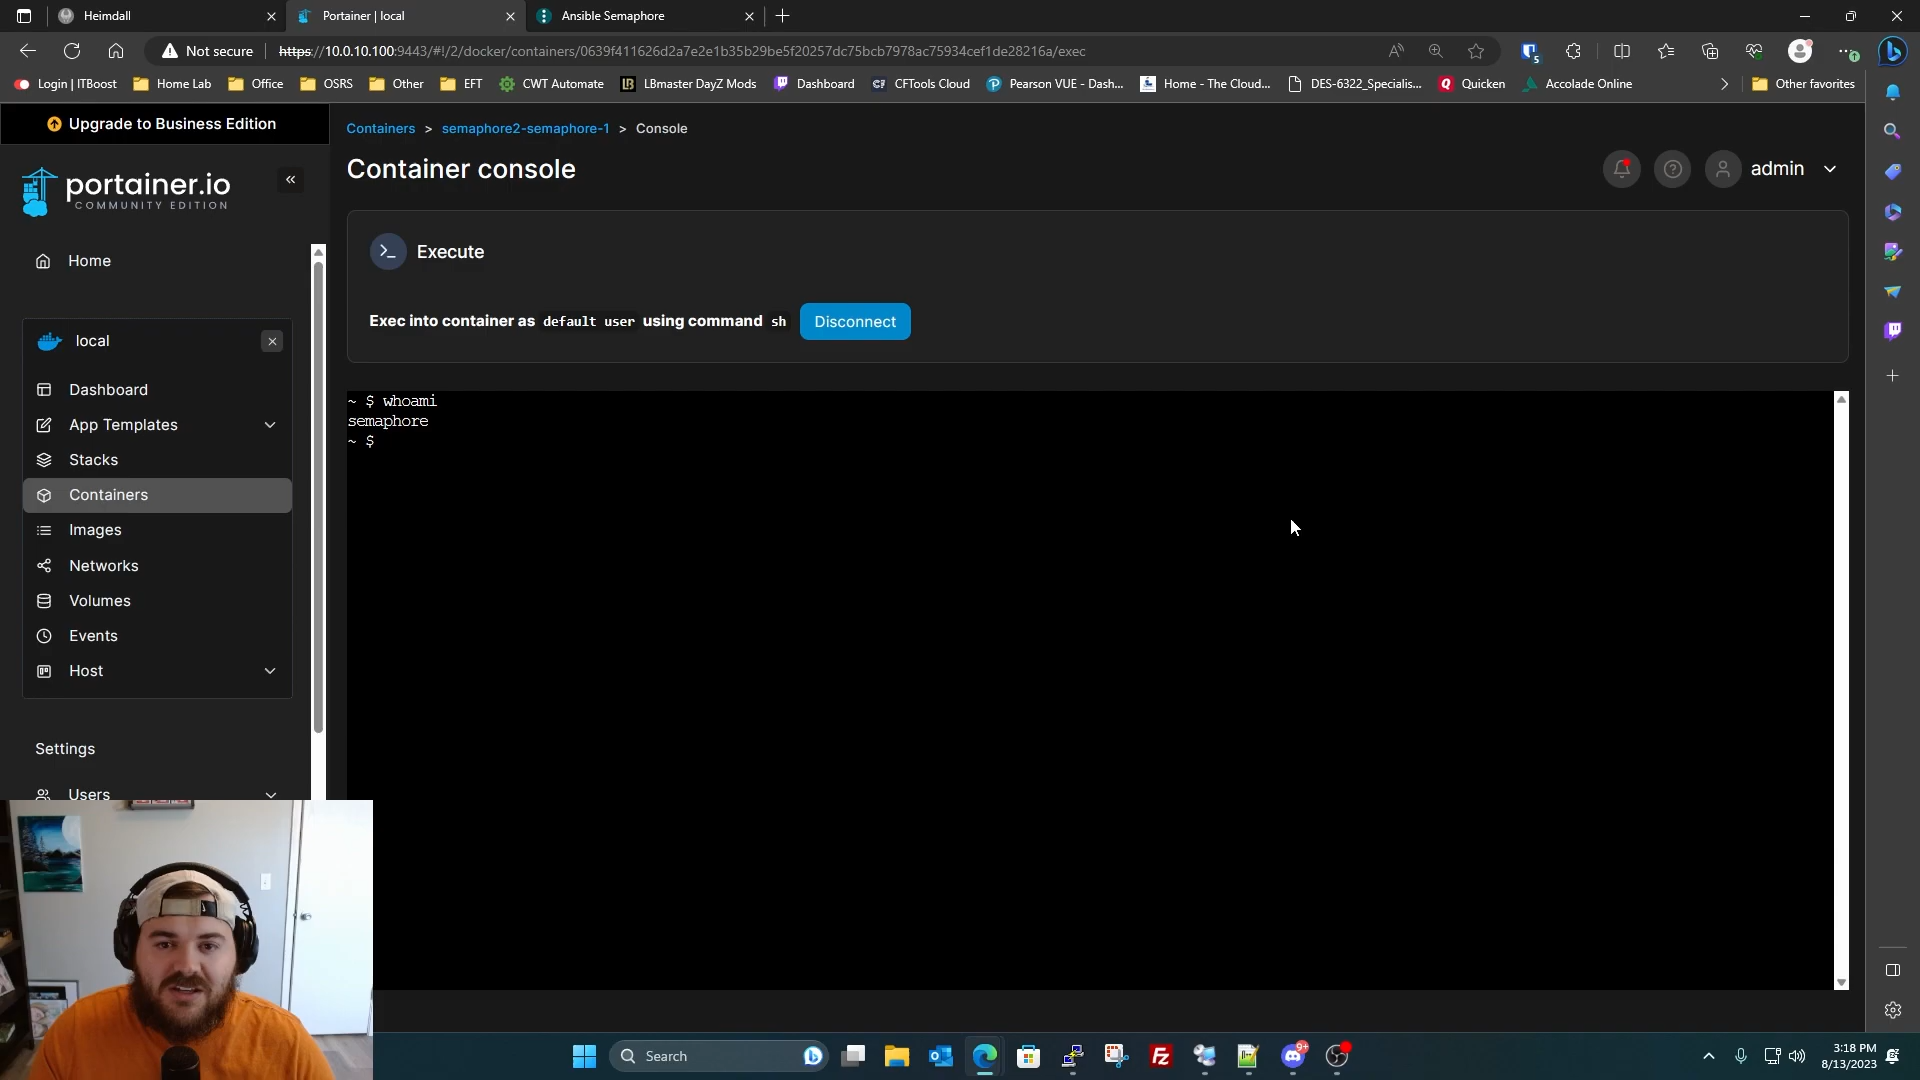 Heimdall
Portainer | local
Ansible Semaphore
Not secure
https://10.0.10.100:9443/#!/2/docker/containers/0639f411626d2a7e2e1b35b29be5f20257dc75bcb7978ac75934cef1de28216a/exec
Login | ITBoost
Home Lab
Office
OSRS
Other
EFT
CWT Automate
LBmaster DayZ Mods
Dashboard
CFTools Cloud
Pearson VUE - Dash...
Home - The Cloud...
DES-6322_Specialis...
Quicken
Accolade Online
Other favorites
Upgrade to Business Edition
Containers > semaphore2-semaphore-1 > Console
portainer.io
COMMUNITY EDITION
Container console
admin
Home
Execute
Exec into container as default user using command sh
Disconnect
local
Dashboard
App Templates
Stacks
Containers
Images
Networks
Volumes
Events
Host
Settings
Users
~ $ whoami
semaphore
~ $
Search
3:18 PM
8/13/2023